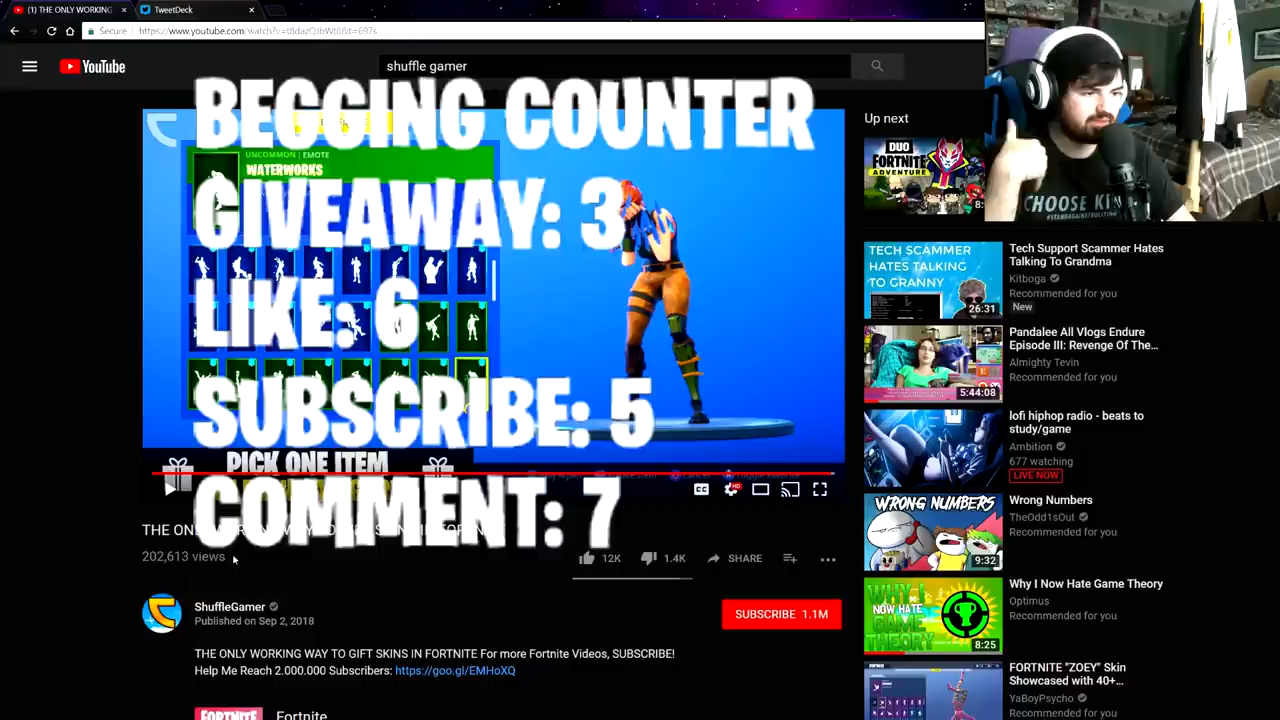 (1) THE ONLY WORKING
TweetDeck
Secure
YouTube
shuffle gamer
BEGGING COUNTER
GIVEAWAY: 3
LIKE: 6
SUBSCRIBE: 5
COMMENT: 7
UNCOMMON | EMOTE
WATERWORKS
PICK ONE ITEM
202,613 views
12K
1.4K
SHARE
ShuffleGamer
Published on Sep 2, 2018
SUBSCRIBE 1.1M
THE ONLY WORKING WAY TO GIFT SKINS IN FORTNITE For more Fortnite Videos, SUBSCRIBE!
Help Me Reach 2.000.000 Subscribers: https://goo.gl/EMHoXQ
FORTNITE
Fortnite
CHOOSE
Up next
DUO
FORTNITE
ADVENTURE
TECH SCAMMER
HATES TALKING
TO GRANNY
26:31
Tech Support Scammer Hates
Talking To Grandma
Kitboga
Recommended for you
New
5:44:08
Pandalee All Vlogs Endure
Episode III: Revenge Of The...
Almighty Tevin
Recommended for you
lofi hiphop radio - beats to
study/game
Ambition
677 watching
LIVE NOW
WRONG NUMBERS
9:32
Wrong Numbers
TheOdd1sOut
Recommended for you
WHY I
NOW HATE
GAME
THEORY
8:25
Why I Now Hate Game Theory
Optimus
Recommended for you
FORTNITE "ZOEY" Skin
Showcased with 40+...
YaBoyPsycho
Recommended for you